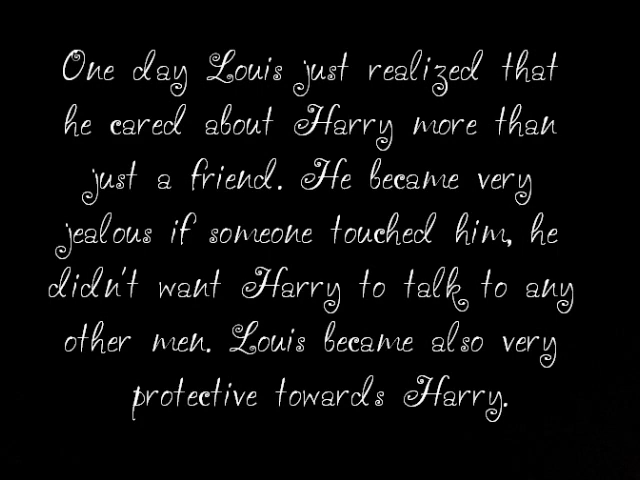 One day Louis just realized that
he cared about Harry more than
just a friend. He became very
jealous if someone touched him, he
didn't want Harry to talk to any
other men. Louis became also very
protective towards Harry.